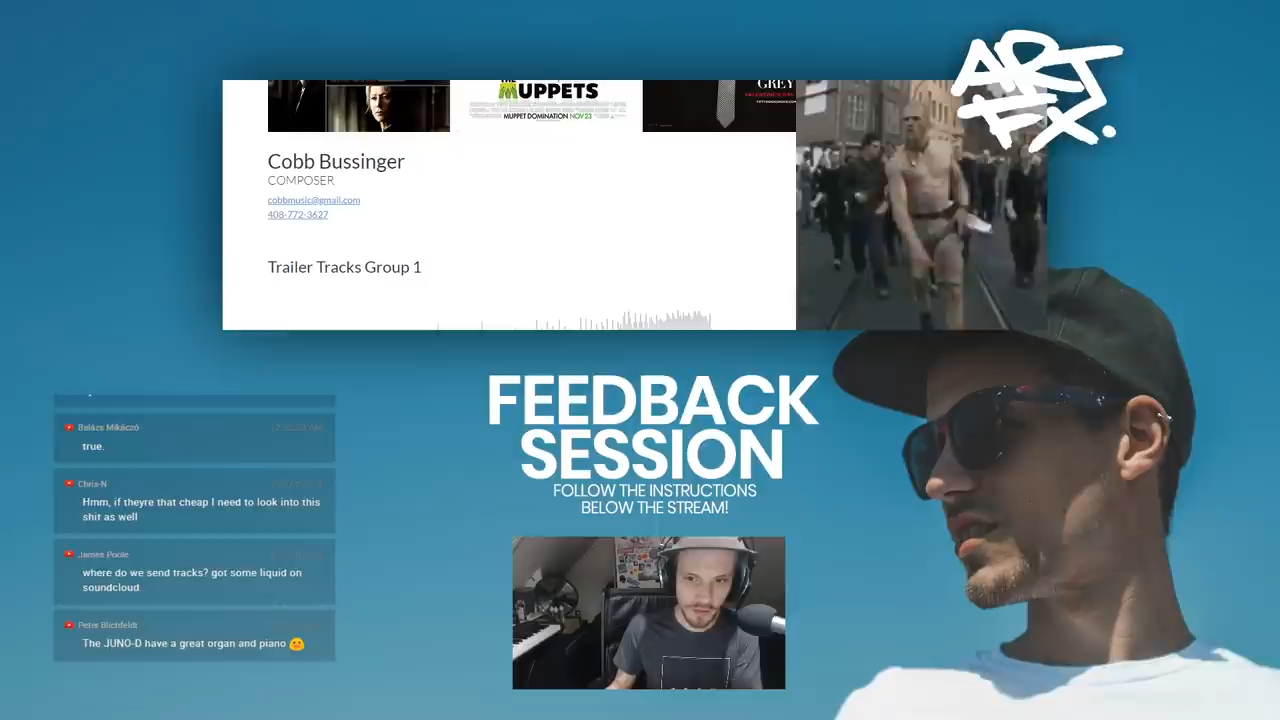 ART
FX.
THE
MUPPETS
MUPPET DOMINATION NOV 23
GREY
Cobb Bussinger
COMPOSER
cobbmusic@gmail.com
408-772-3627
Trailer Tracks Group 1
FEEDBACK
SESSION
FOLLOW THE INSTRUCTIONS
BELOW THE STREAM!
Balázs Mikáczó
true.
Chris-N
Hmm, if theyre that cheap I need to look into this
shit as well
James Poole
where do we send tracks? got some liquid on
soundcloud
Peter Blichfeldt
The JUNO-D have a great organ and piano